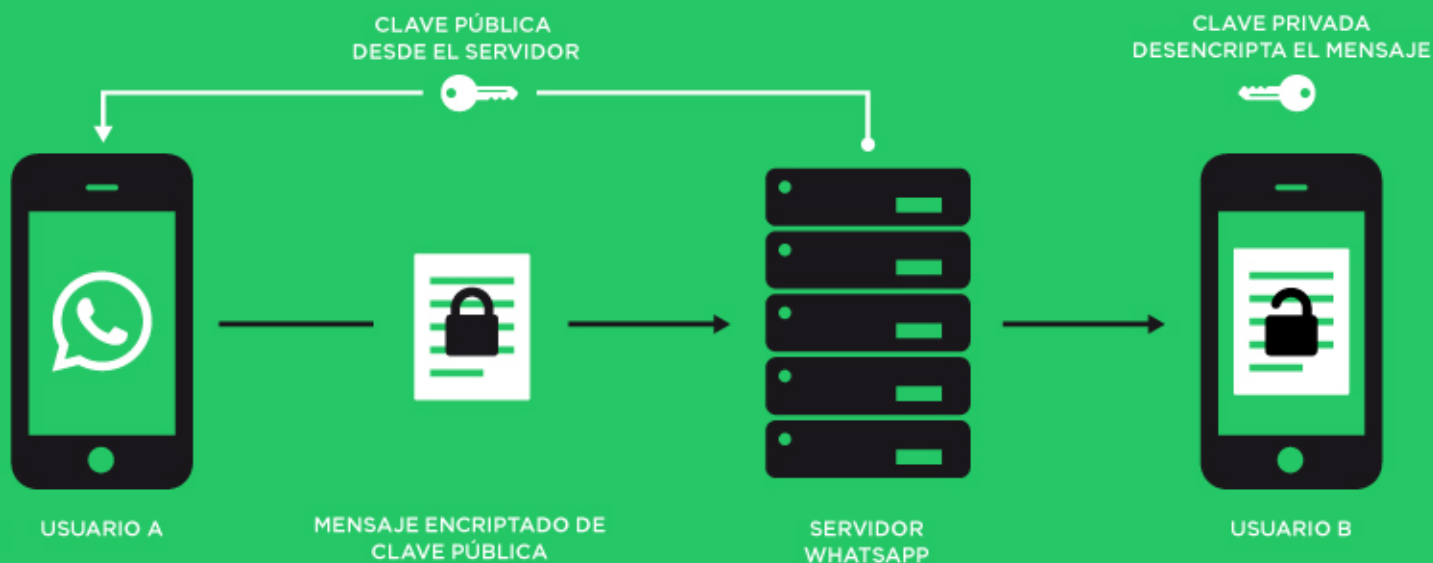 CLAVE PÚBLICA
DESDE EL SERVIDOR
CLAVE PRIVADA
DESENCRIPTA EL MENSAJE
USUARIO A
MENSAJE ENCRIPTADO DE
CLAVE PÚBLICA
SERVIDOR
WHATSAPP
USUARIO B